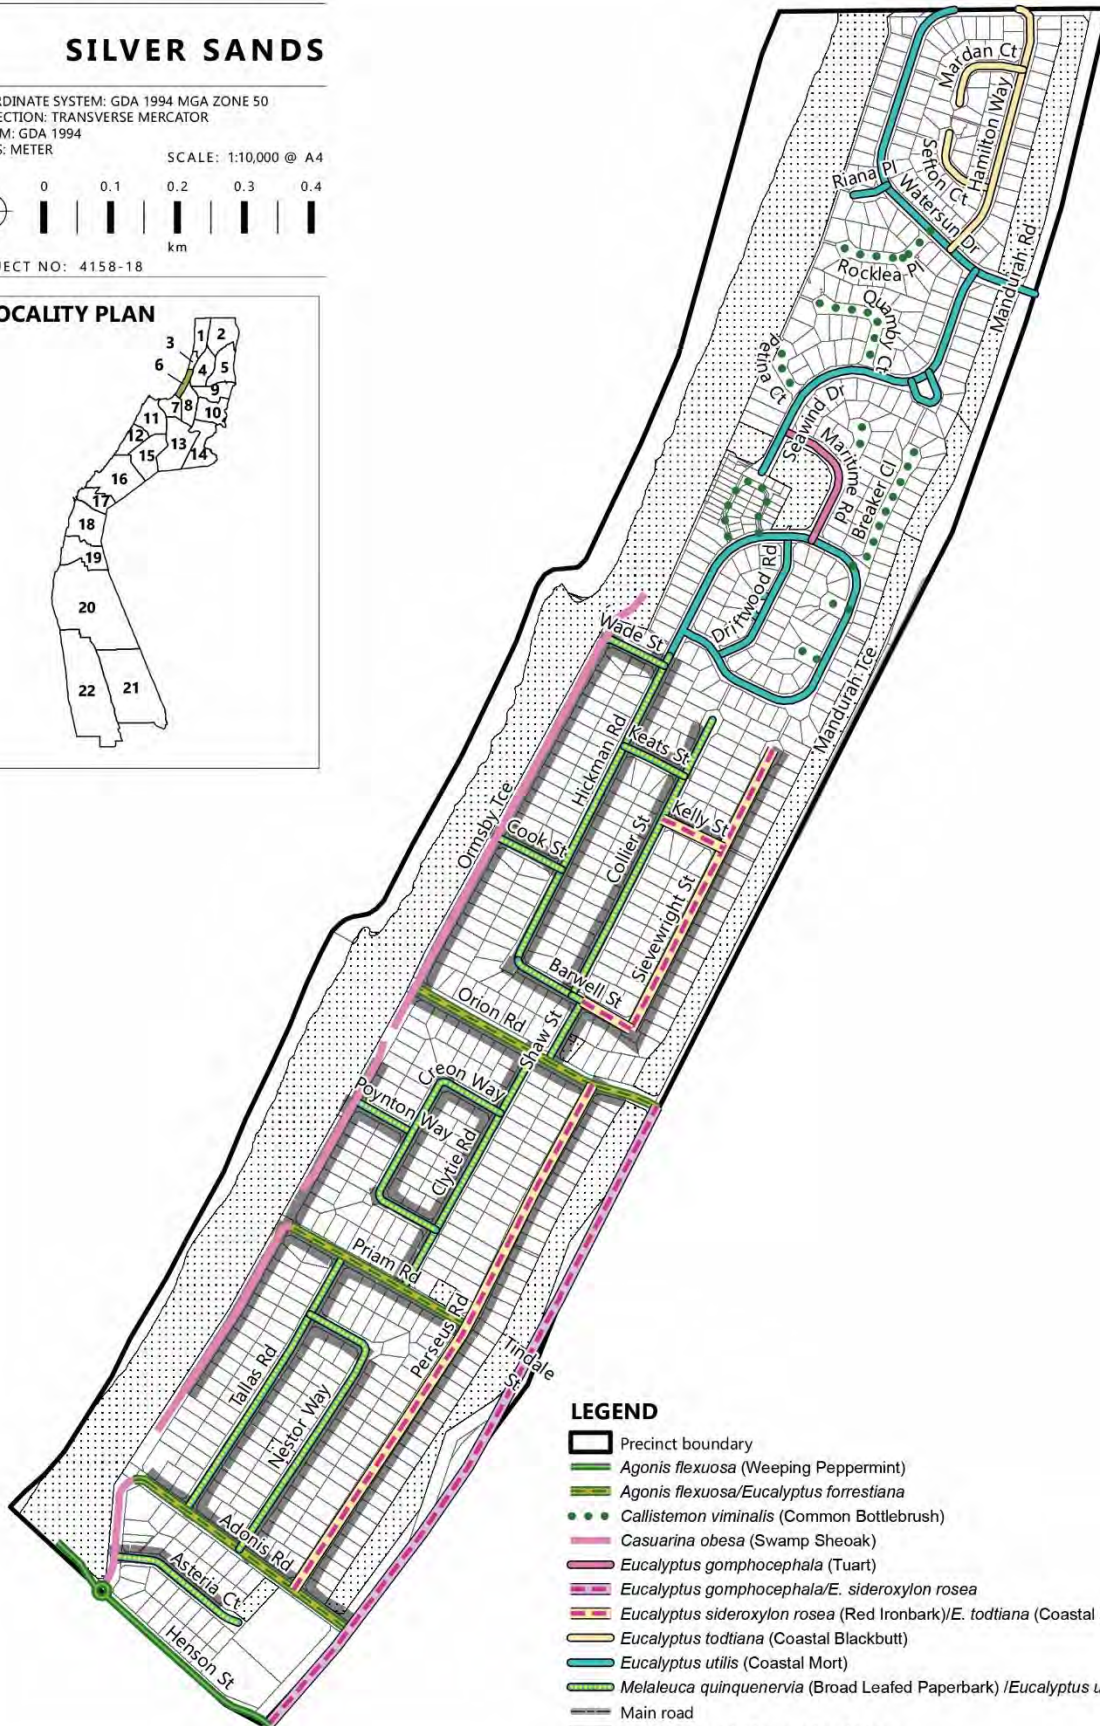 SILVER SANDS
RDINATE SYSTEM: GDA 1994 MGA ZONE 50
ECTION: TRANSVERSE MERCATOR
M: GDA 1994
S: METER
SCALE: 1:10,000 @ A4
0 0.1 0.2 0.3 0.4
km
JECT NO: 4158-18
OCALITY PLAN
1
2
3
4
5
6
7
8
9
10
11
12
13
14
15
16
17
18
19
20
21
22
Mardan Ct
Hamilton Way
Sefton Ct
Riana Pl
Watersun Dr
Mandurah Rd
Rocklea Pl
Quamby Ct
Petina Ct
Seawind Dr
Maritime Rd
Breaker Cl
Driftwood Rd
Wade St
Mandurah Tce
Hickman Rd
Keats St
Ormsby Tce
Kelly St
Cook St
Collier St
Sievewright St
Barwell St
Orion Rd
Shaw St
Creon Way
Poynton Way
Clytie Rd
Priam Rd
Perseus Rd
Tindale
St
Tallas Rd
Nestor Way
Adonis Rd
Asteria Ct
Henson St
LEGEND
Precinct boundary
Agonis flexuosa (Weeping Peppermint)
Agonis flexuosa/Eucalyptus forrestiana
Callistemon viminalis (Common Bottlebrush)
Casuarina obesa (Swamp Sheoak)
Eucalyptus gomphocephala (Tuart)
Eucalyptus gomphocephala/E. sideroxylon rosea
Eucalyptus sideroxylon rosea (Red Ironbark)/E. todtiana (Coastal
Eucalyptus todtiana (Coastal Blackbutt)
Eucalyptus utilis (Coastal Mort)
Melaleuca quinquenervia (Broad Leafed Paperbark) /Eucalyptus u
Main road